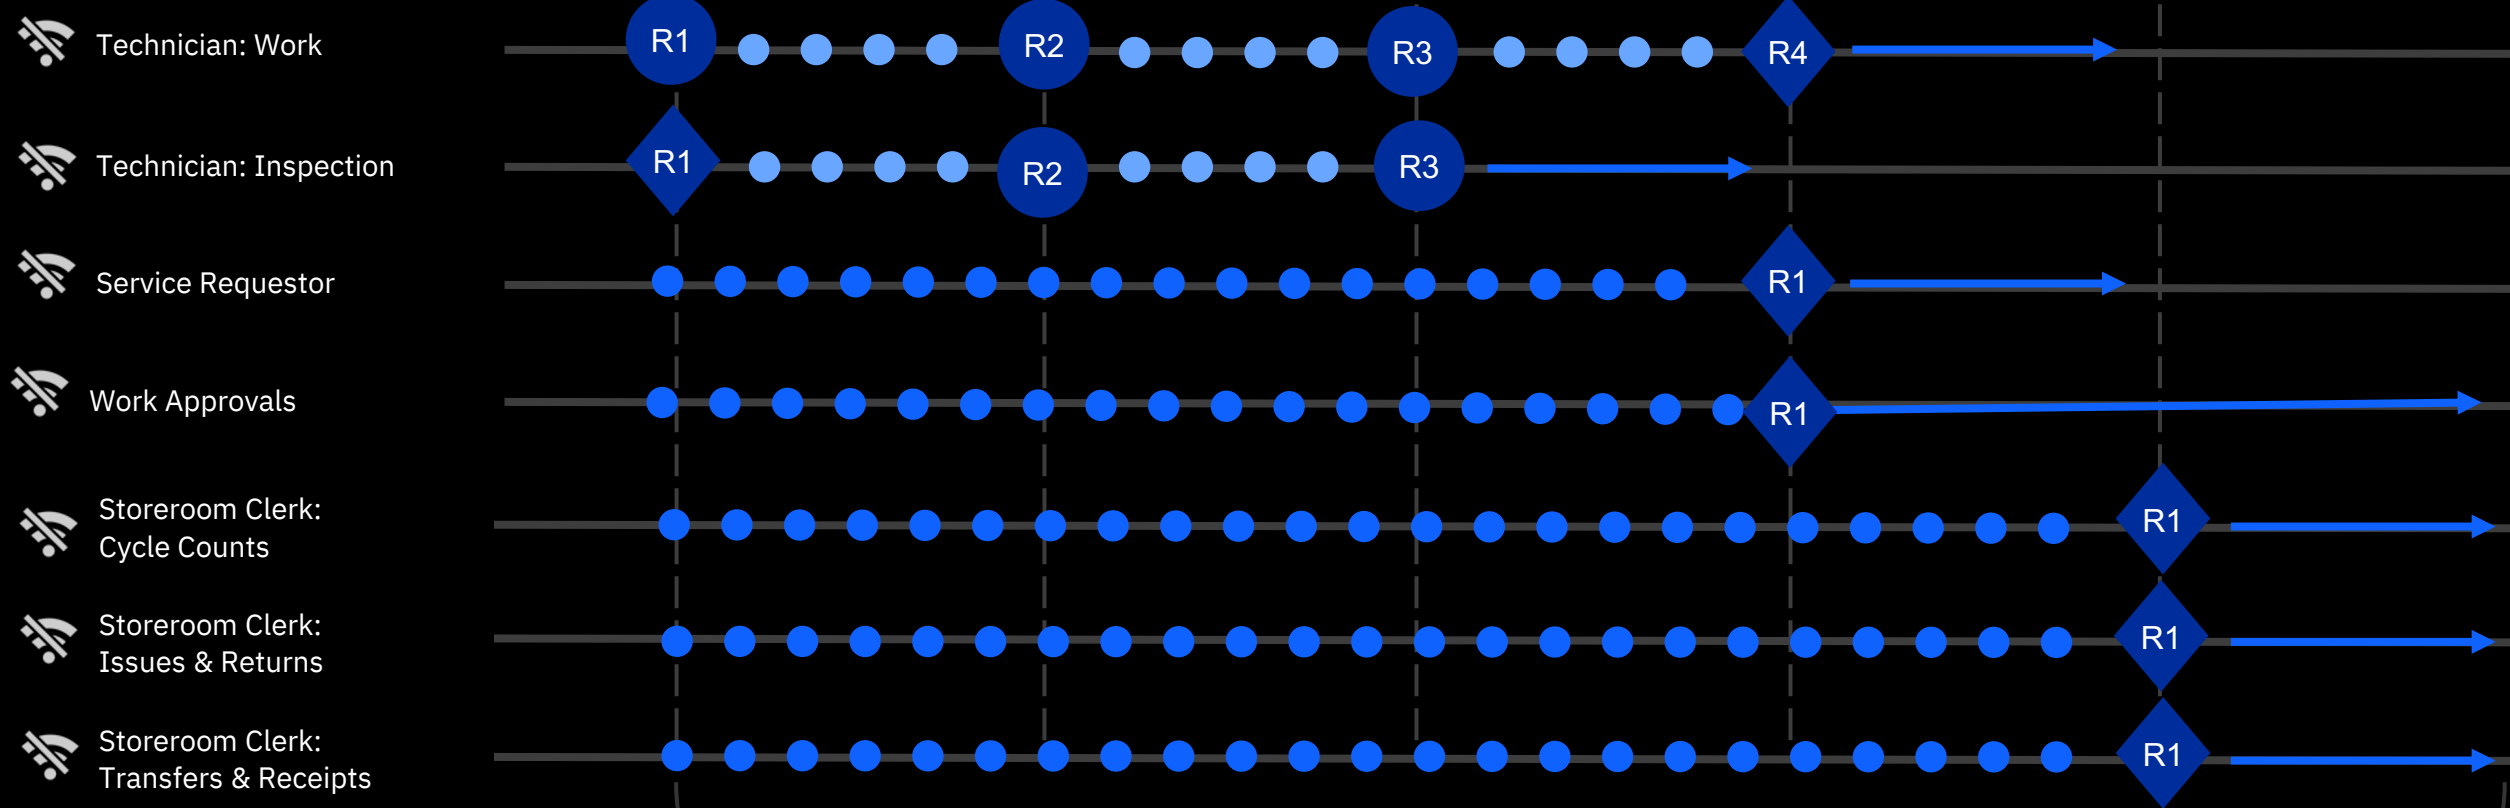 Technician: Work
R1
R2
R3
R4
Technician: Inspection
R1
R2
R3
Service Requestor
R1
Work Approvals
R1
Storeroom Clerk:
Cycle Counts
R1
Storeroom Clerk:
Issues & Returns
R1
Storeroom Clerk:
Transfers & Receipts
R1